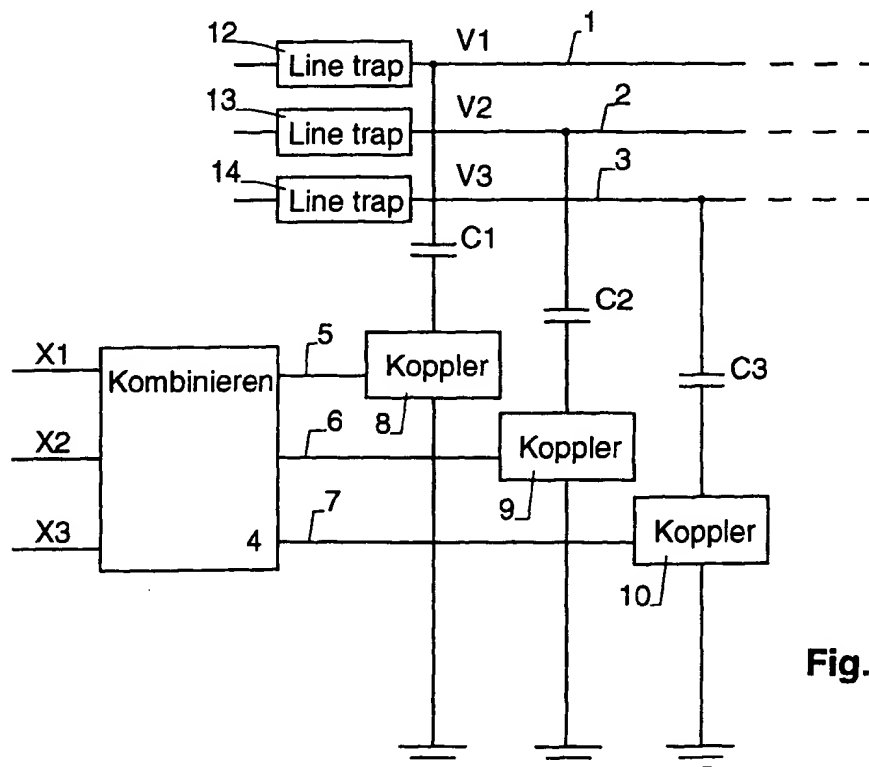 12 Line trap V1 1
13 Line trap V2 2
14 Line trap V3 3
C1
C2
C3
X1 Kombinieren 5 Koppler
8
X2 6 Koppler
9
X3 4 7 Koppler
10
Fig.